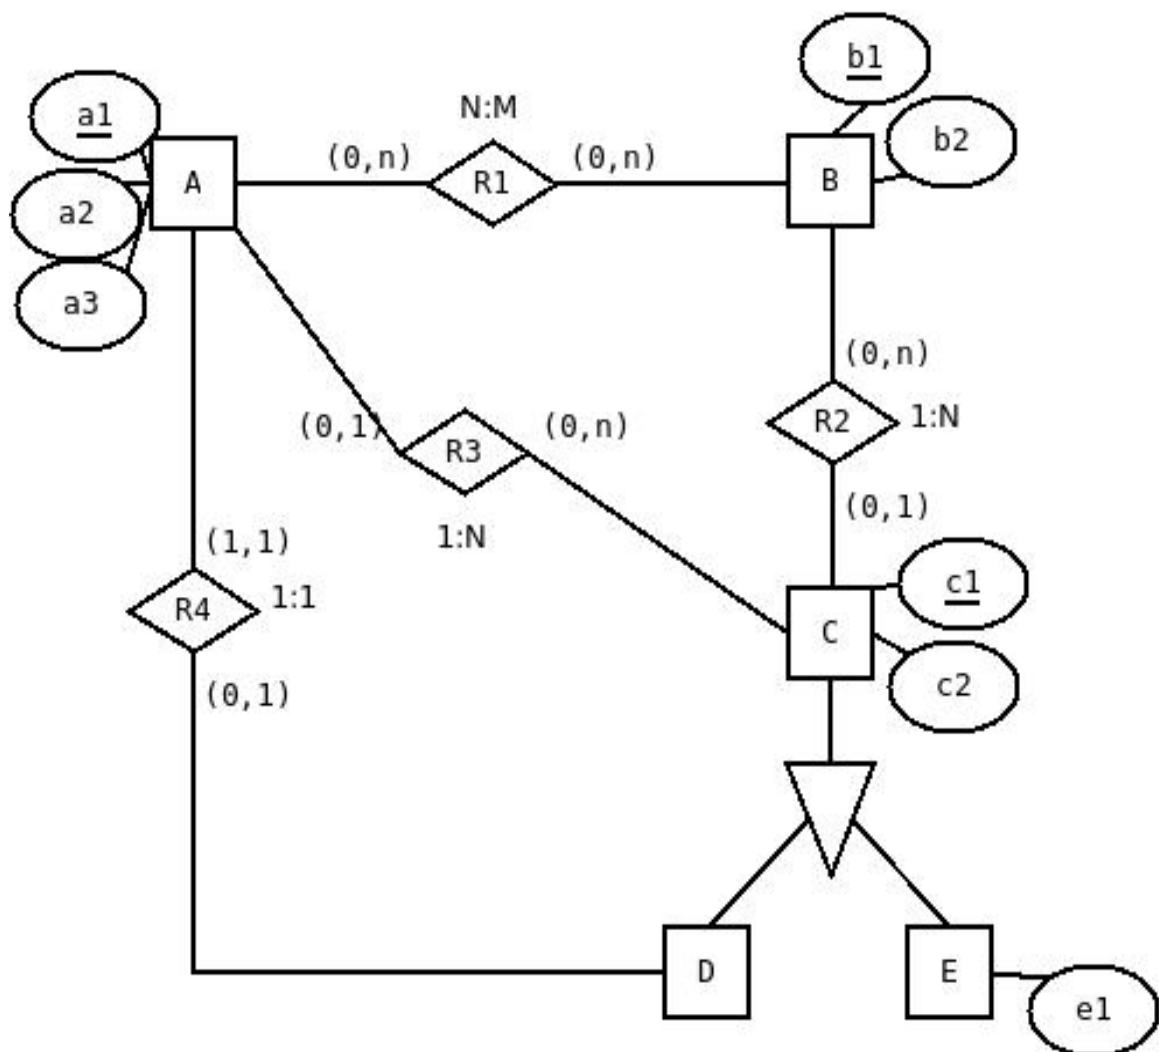 b1
a1
N:M
b2
(0,n)
(0,n)
A
R1
B
a2
a3
(0,n)
(0,1)
R3
(0,n)
R2
1:N
1:N
(0,1)
(1,1)
c1
R4
1:1
C
(0,1)
c2
D
E
e1